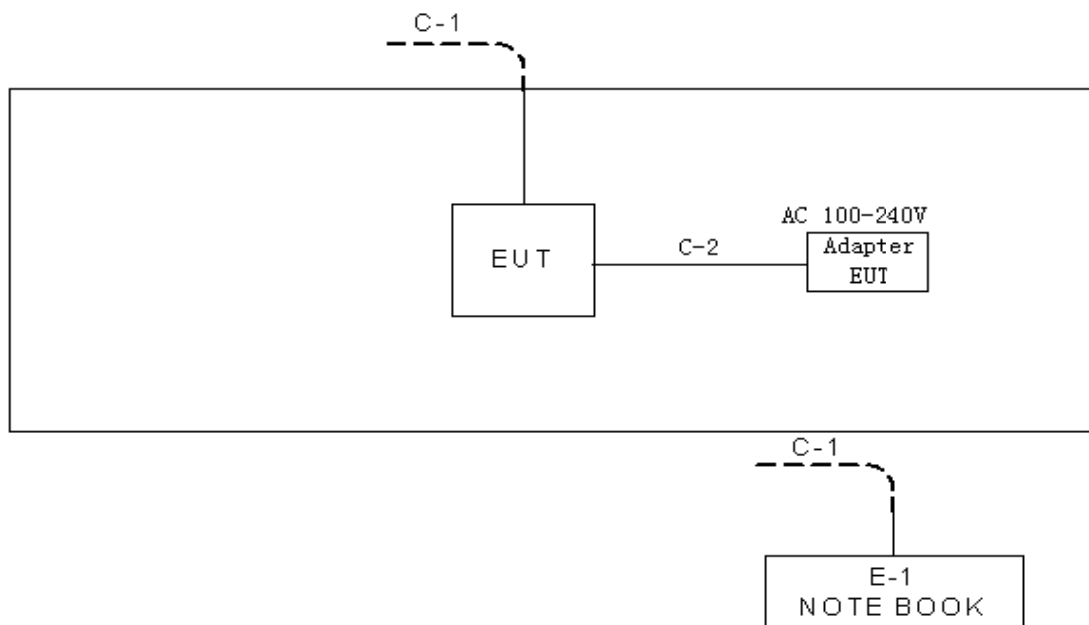 C-1
AC 100-240V
EUT
C-2
Adapter
EUT
C-1
E-1
NOTE BOOK